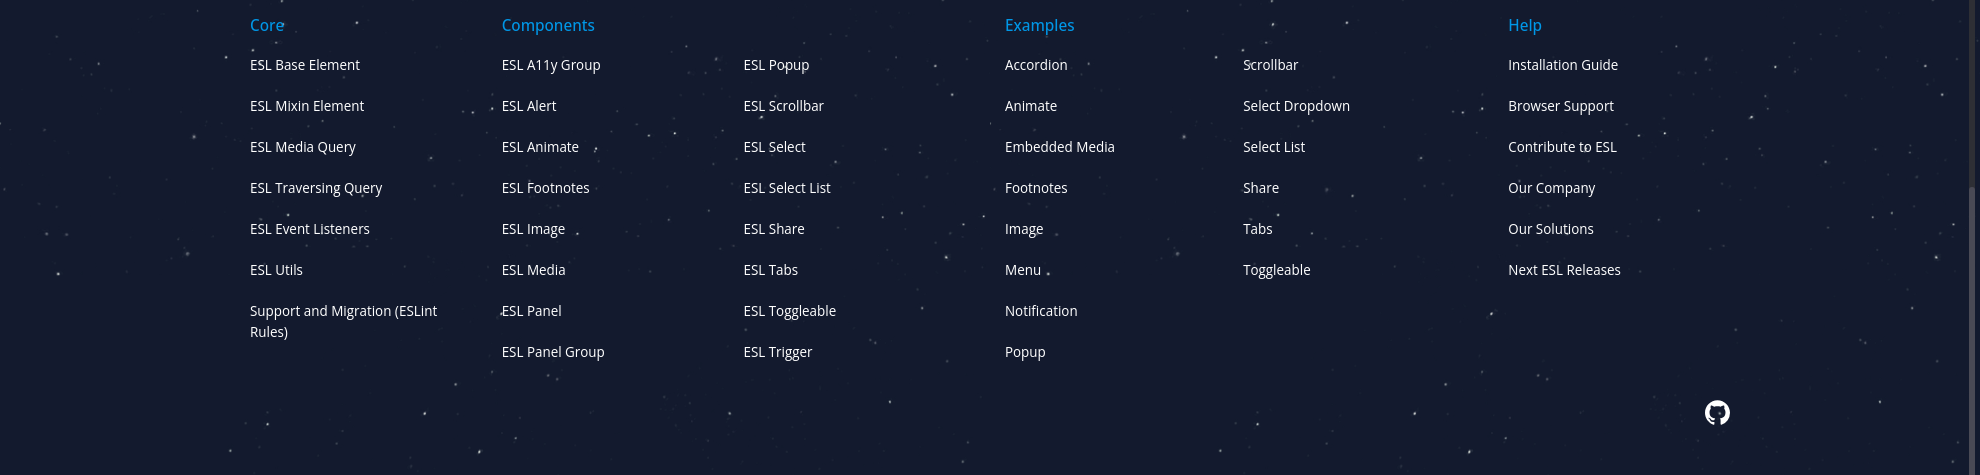 Core
ESL Base Element
ESL Mixin Element
ESL Media Query
ESL Traversing Query
ESL Event Listeners
ESL Utils
Support and Migration (ESLint
Rules)
Components
ESL A11y Group
ESL Alert
ESL Animate
ESL Footnotes
ESL Image
ESL Media
ESL Panel
ESL Panel Group
ESL Popup
ESL Scrollbar
ESL Select
ESL Select List
ESL Share
ESL Tabs
ESL Toggleable
ESL Trigger
Examples
Accordion
Animate
Embedded Media
Footnotes
Image
Menu
Notification
Popup
Scrollbar
Select Dropdown
Select List
Share
Tabs
Toggleable
Help
Installation Guide
Browser Support
Contribute to ESL
Our Company
Our Solutions
Next ESL Releases